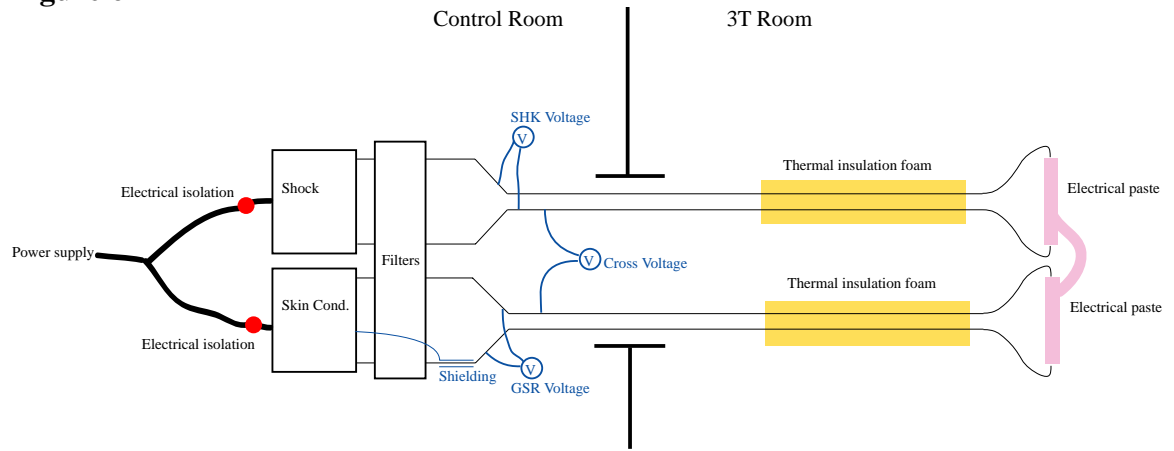 Control Room
3T Room
SHK Voltage
V
Thermal insulation foam
Shock
Electrical isolation
Electrical paste
Power supply
Filters
V
Cross Voltage
Thermal insulation foam
Skin Cond.
Electrical paste
Electrical isolation
Shielding
V
GSR Voltage